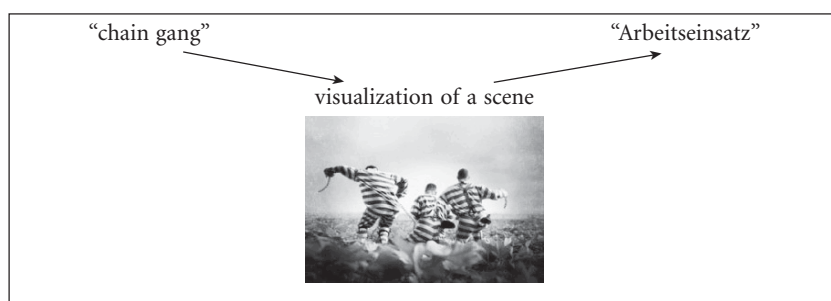 “chain gang”
“Arbeitseinsatz”
visualization of a scene